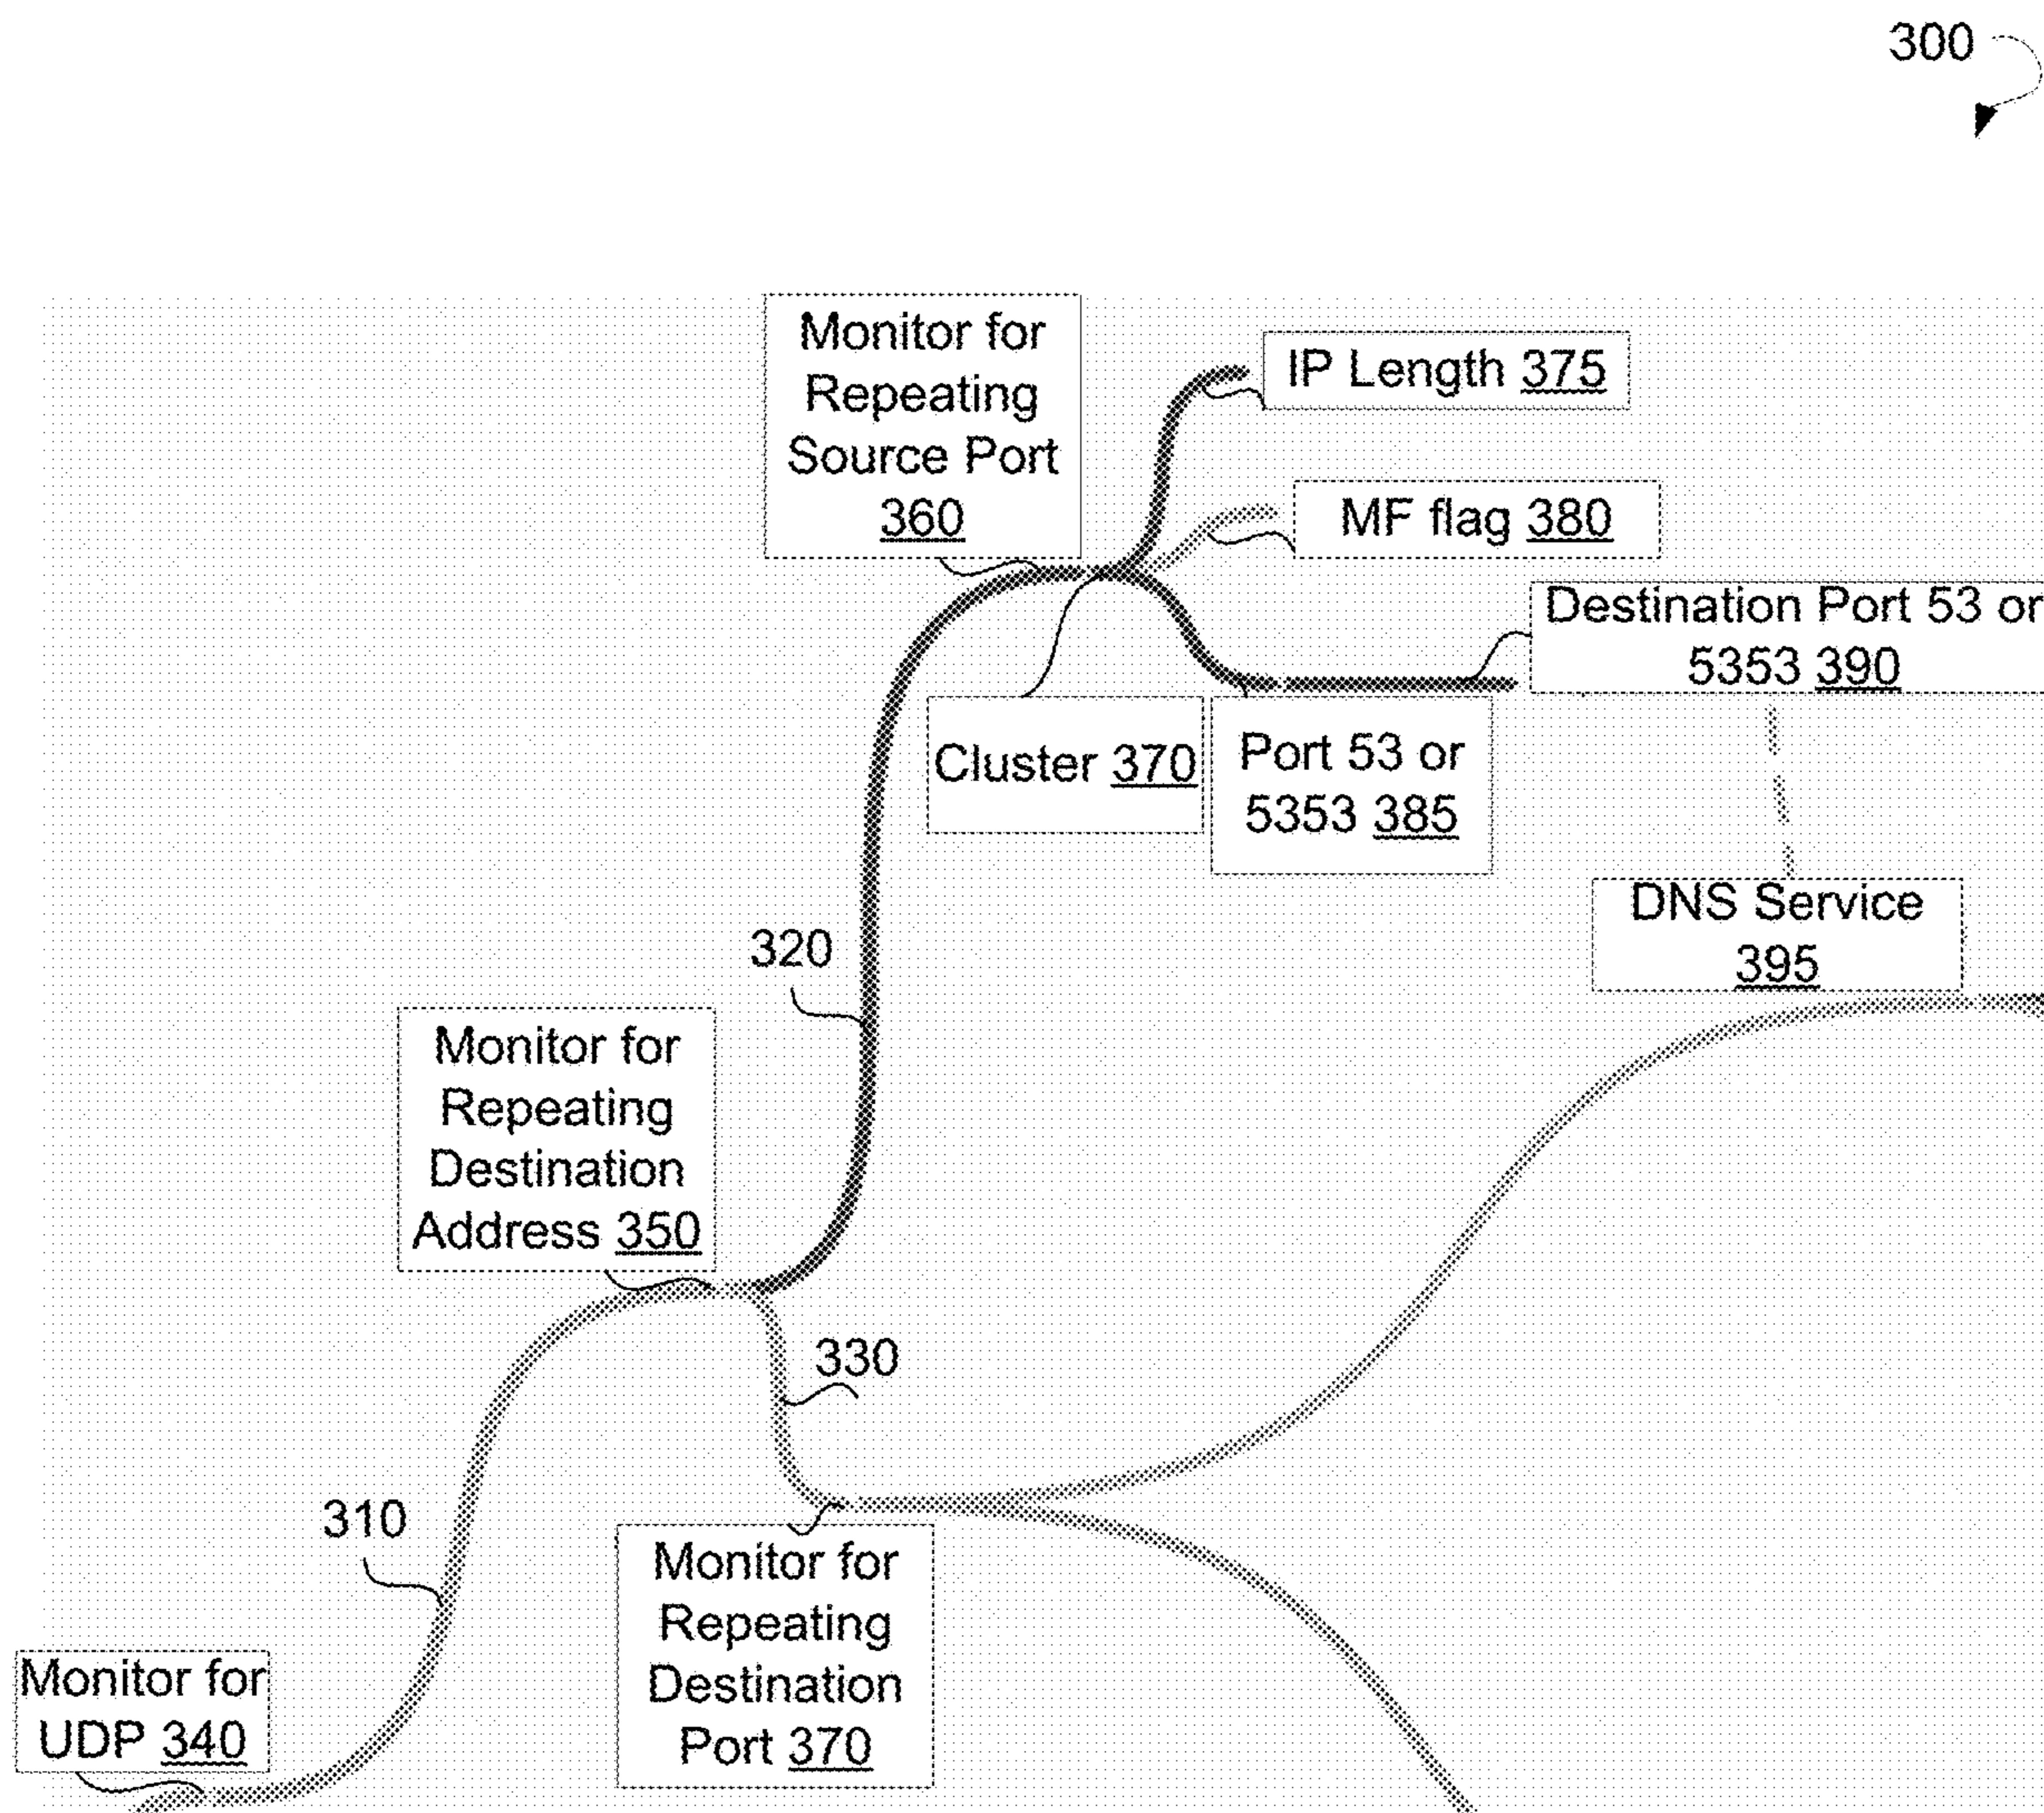 300
Monitor for
Repeating
Source Port
360
IP Length 375
MF flag 380
Destination Port 53 or
5353 390
Cluster 370
Port 53 or
5353 385
DNS Service
395
320
Monitor for
Repeating
Destination
Address 350
330
310
Monitor for
Repeating
Destination
Port 370
Monitor for
UDP 340